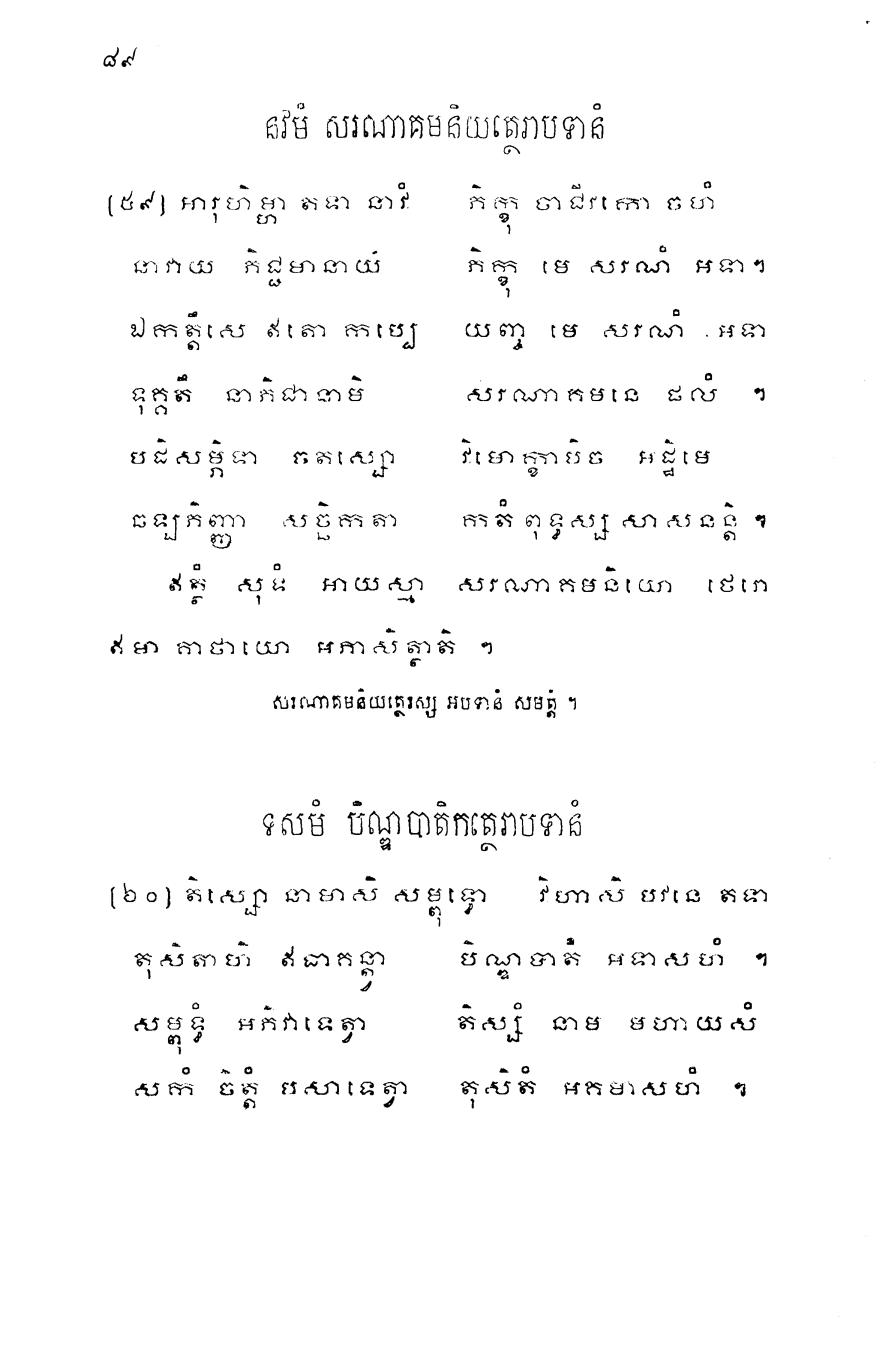 ៨៩
នវមំ សរណាគមនិយត្ថេរាបទានំ
(៥៩) អារុហិម្ហា តទា នាវំ ភិក្ខុ ចាជីវកោ ចហំ
នាវាយ ភិជ្ជមានាយ ភិក្ខុ មេ សរណំ អទា។
ឯកត្តឹសេ ឥតោ កប្បេ យញ្ច មេ សរណំ អទា
ទុគ្គតឹ នាភិជានាមិ សរណាគមនេ ផលំ ។
បដិសម្ភិទា ចតស្សោ វិមោក្ខាបិច អដ្ឋិមេ
ឆឡភិញ្ញា សច្ឆិកតា កតំ ពុទ្ធស្ស សាសនន្តិ ។
ឥត្ថំ សុទំ អាយស្មា សរណាគមនិយោ ថេរោ
ឥមា គាថាយោ អភាសិត្ថាតិ ។
សរណាគមនិយត្ថេរស្ស អបទានំ សមត្តំ ។
ទសមំ បិណ្ឌបាតិកត្ថេរាបទានំ
(៦០) តិស្សោ នាមាសិ សម្ពុទ្ធោ វិហាសិ បវនេ តទា
តុសិតាហិ ឥធាគន្ត្វា បិណ្ឌបាតំ អទាសហំ ។
សម្ពុទ្ធំ អភិវាទេត្វា តិស្សំ នាម មហាយសំ
សកំ ចិត្តំ បសាទេត្វា តុសិតំ អគមាសហំ ។